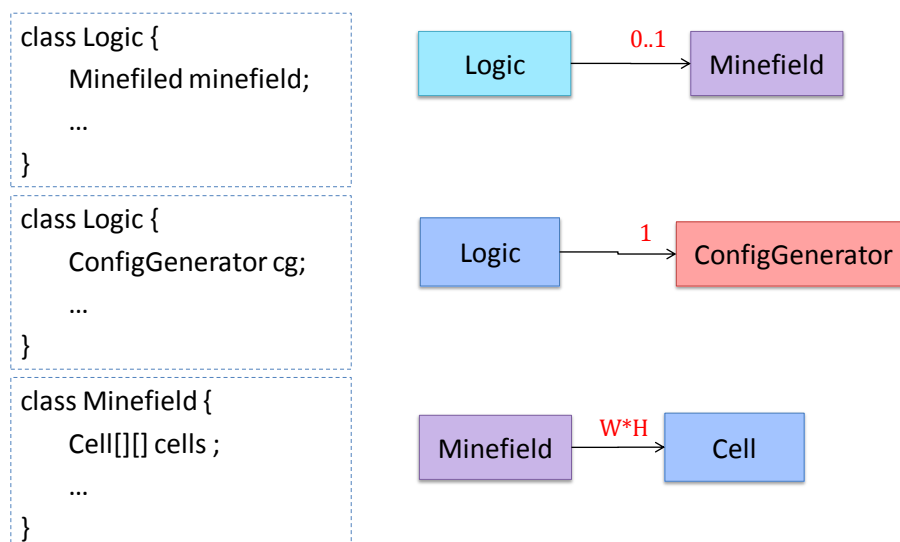 class Logic {
Minefiled minefield;
...
}
Logic
0..1
Minefield
class Logic {
ConfigGenerator cg;
...
}
Logic
1
ConfigGenerator
class Minefield {
Cell[][] cells ;
...
}
Minefield
W*H
Cell